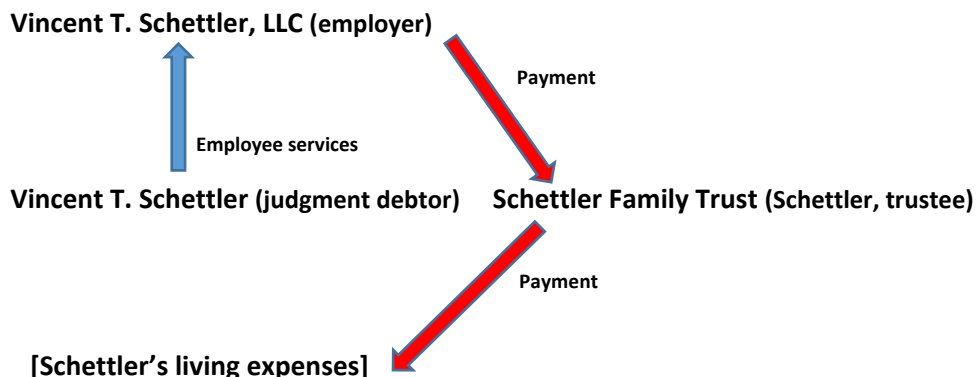 Vincent T. Schettler, LLC (employer)
Payment
Employee services
Vincent T. Schettler (judgment debtor) Schettler Family Trust (Schettler, trustee)
Payment
[Schettler’s living expenses]